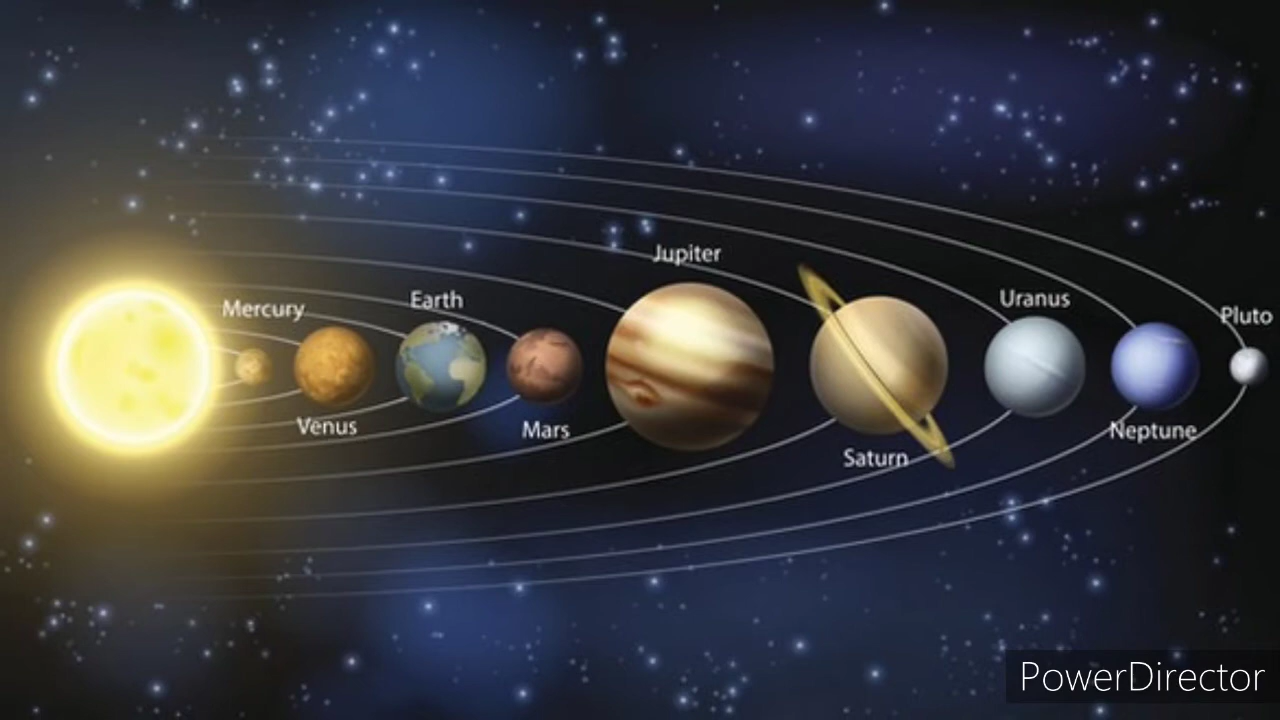 Mercury
Venus
Earth
Mars
Jupiter
Saturn
Uranus
Neptune
Pluto
PowerDirector